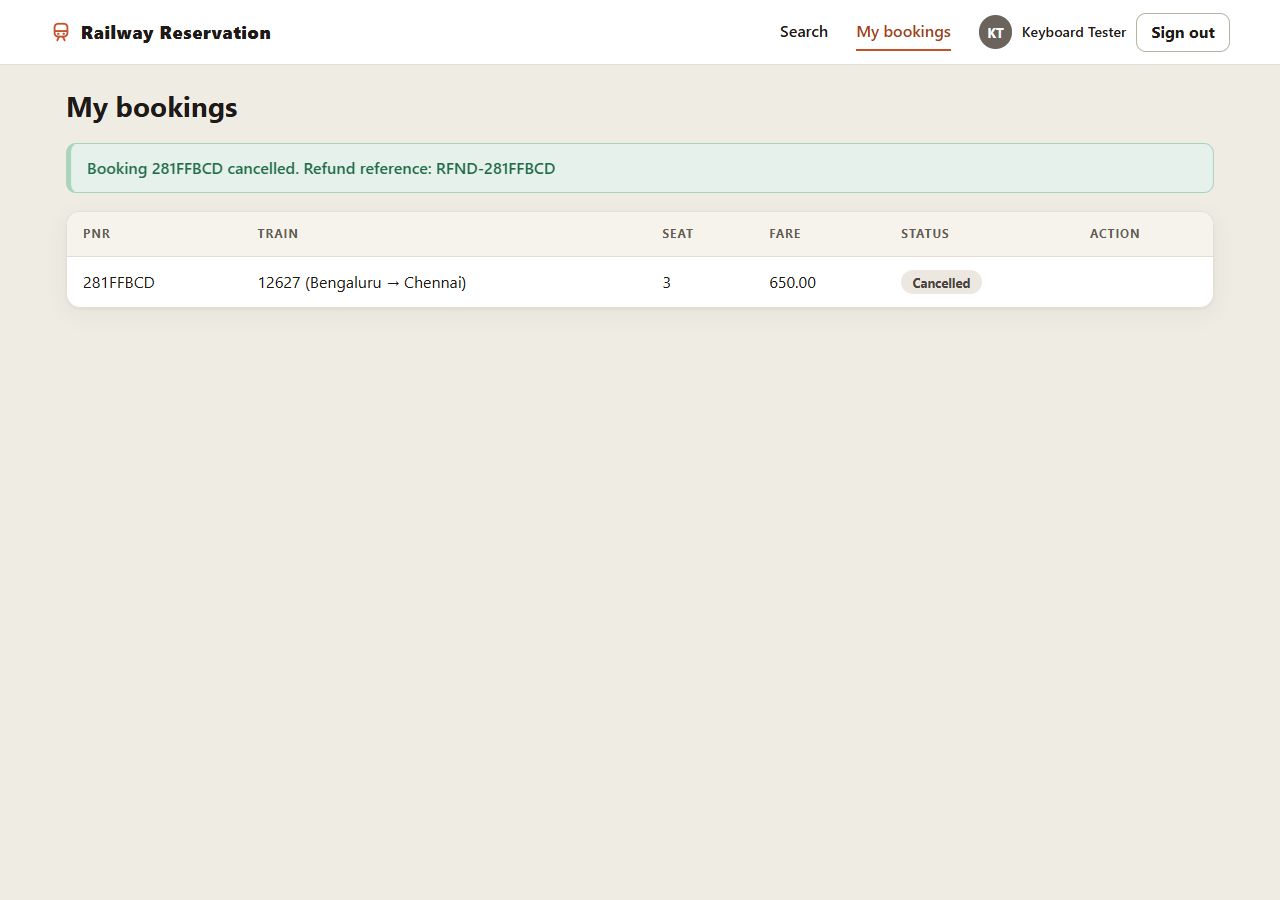 Railway Reservation
Search
My bookings
KT
Keyboard Tester
Sign out
My bookings
Booking 281FFBCD cancelled. Refund reference: RFND-281FFBCD
PNR TRAIN SEAT FARE STATUS ACTION
281FFBCD 12627 (Bengaluru → Chennai) 3 650.00 Cancelled